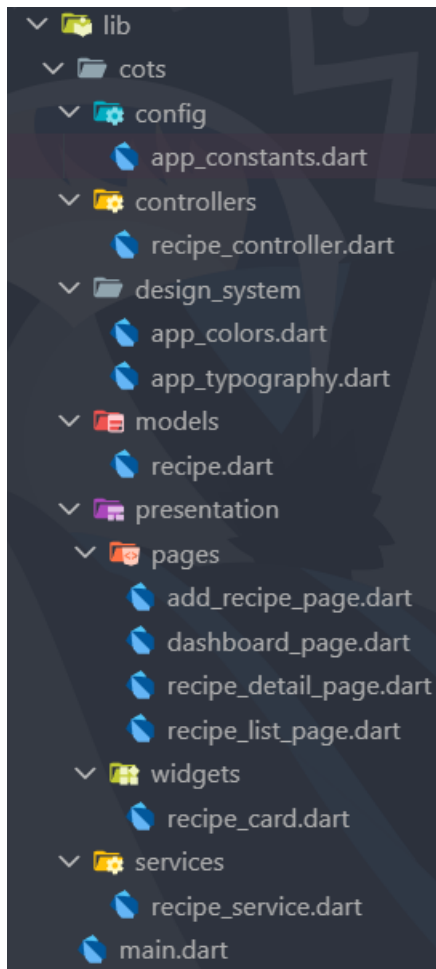 lib
cots
config
app_constants.dart
controllers
recipe_controller.dart
design_system
app_colors.dart
app_typography.dart
models
recipe.dart
presentation
pages
add_recipe_page.dart
dashboard_page.dart
recipe_detail_page.dart
recipe_list_page.dart
widgets
recipe_card.dart
services
recipe_service.dart
main.dart